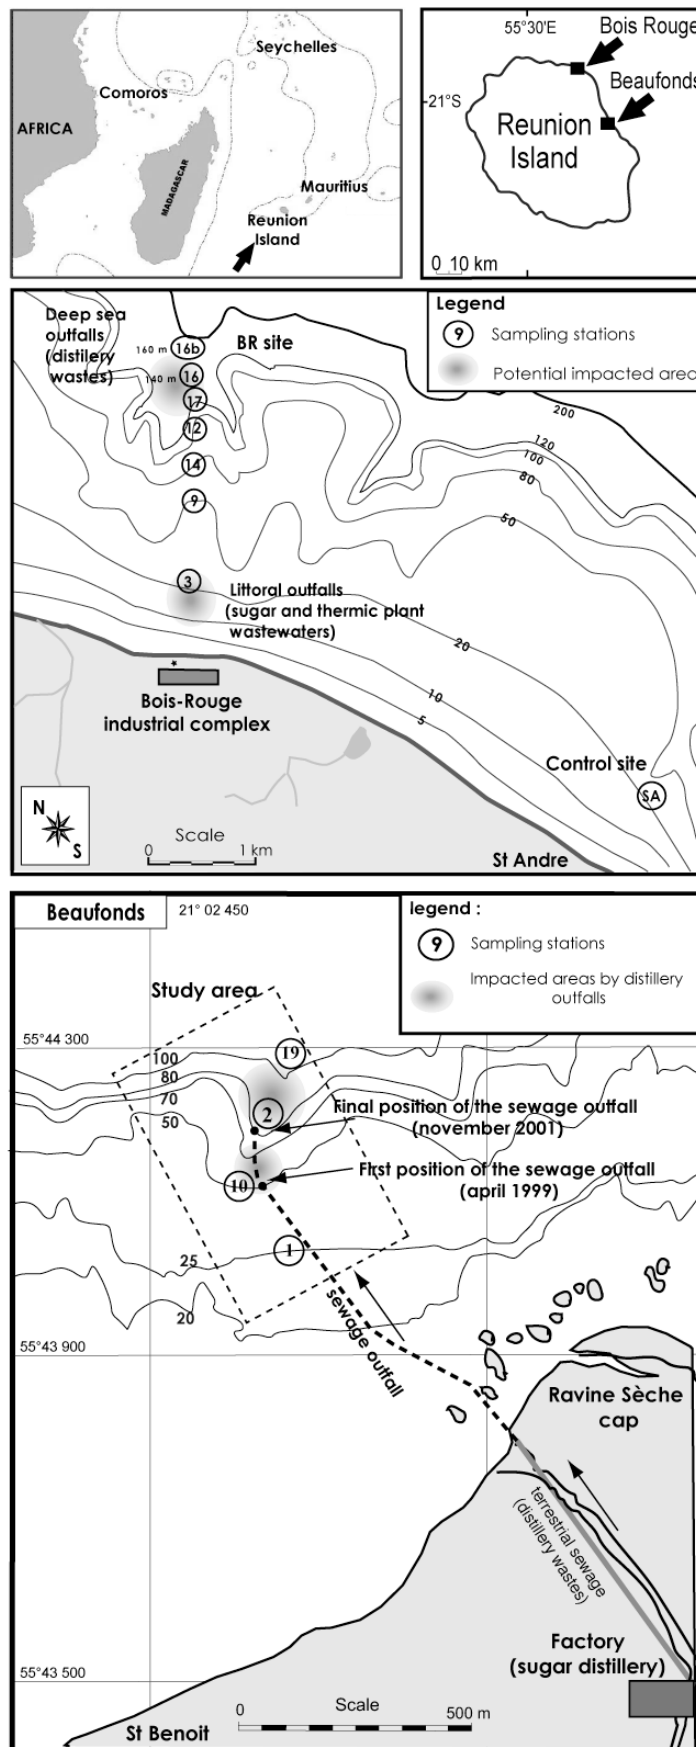 Seychelles
Comoros
AFRICA
MADAGASCAR
Mauritius
Reunion
Island
55°30'E
Bois Rouge
Beaufonds
21°S
Reunion
Island
0 10 km
Deep sea
outfalls
(distilery
wastes)
160 m
16b
BR site
140 m
16
17
12
14
9
Legend
9
Sampling stations
Potential impacted area
200
120
100
80
50
3
Littoral outfalls
(sugar and thermic plant
wastewaters)
20
10
5
Bois-Rouge
industrial complex
Control site
SA
N
S
Scale
0
1 km
St Andre
Beaufonds
21° 02 450
legend :
9
Sampling stations
Impacted areas by distillery
outfalls
Study area
55°44 300
100
80
70
50
19
2
Final position of the sewage outfall
(november 2001)
10
First position of the sewage outfall
(april 1999)
1
25
20
sewage outfall
55°43 900
Ravine Sèche
cap
terrestrial sewage
(distillery wastes)
Factory
(sugar distillery)
55°43 500
0
Scale
500 m
St Benoit